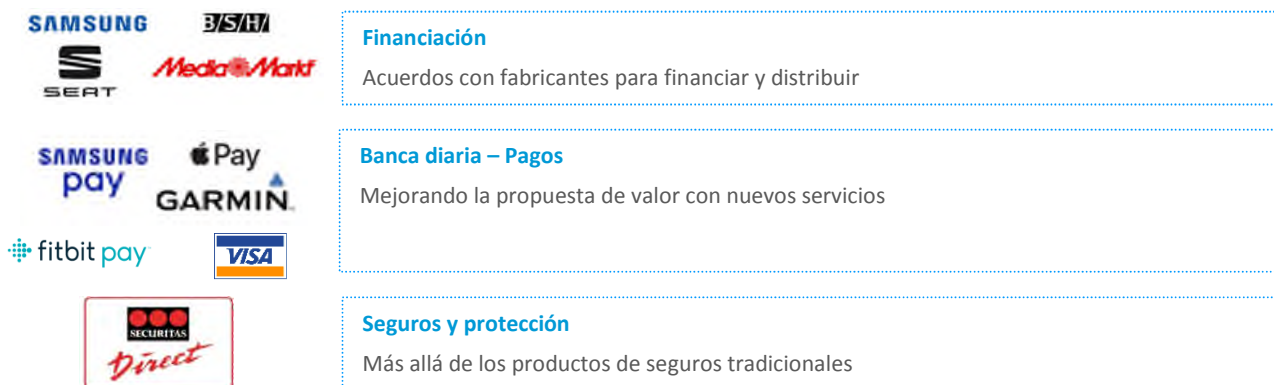 SAMSUNG B/S/H/
SEAT MediaMarkt
Financiación
Acuerdos con fabricantes para financiar y distribuir
SAMSUNG pay
Pay
GARMIN.
fitbit pay
VISA
Banca diaria – Pagos
Mejorando la propuesta de valor con nuevos servicios
SECURITAS
Direct
Seguros y protección
Más allá de los productos de seguros tradicionales